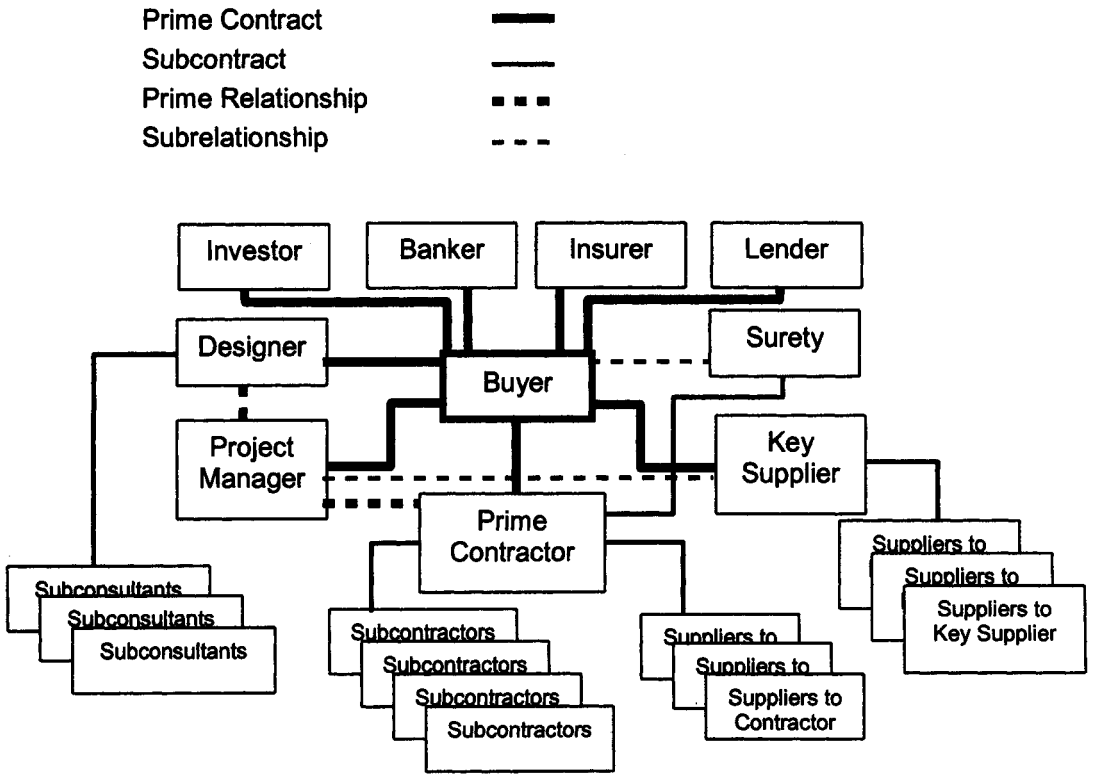 Prime Contract
Subcontract
Prime Relationship
Subrelationship
Investor
Banker
Insurer
Lender
Designer
Surety
Buyer
Project
Manager
Key
Supplier
Prime
Contractor
Subconsultants
Subconsultants
Subconsultants
Subcontractors
Subcontractors
Subcontractors
Subcontractors
Suppliers to
Suppliers to
Suppliers to
Contractor
Suppliers to
Suppliers to
Suppliers to
Key Supplier